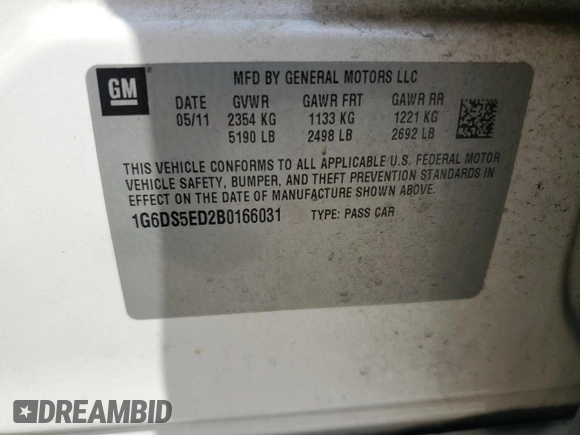 GM
MFD BY GENERAL MOTORS LLC
DATE GVWR GAWR FRT GAWR RR
05/11 2354 KG 1133 KG 1221 KG
5190 LB 2498 LB 2692 LB
THIS VEHICLE CONFORMS TO ALL APPLICABLE U.S. FEDERAL MOTOR
VEHICLE SAFETY, BUMPER, AND THEFT PREVENTION STANDARDS IN
EFFECT ON THE DATE OF MANUFACTURE SHOWN ABOVE.
1G6DS5ED2B0166031 TYPE: PASS CAR
DREAMBID